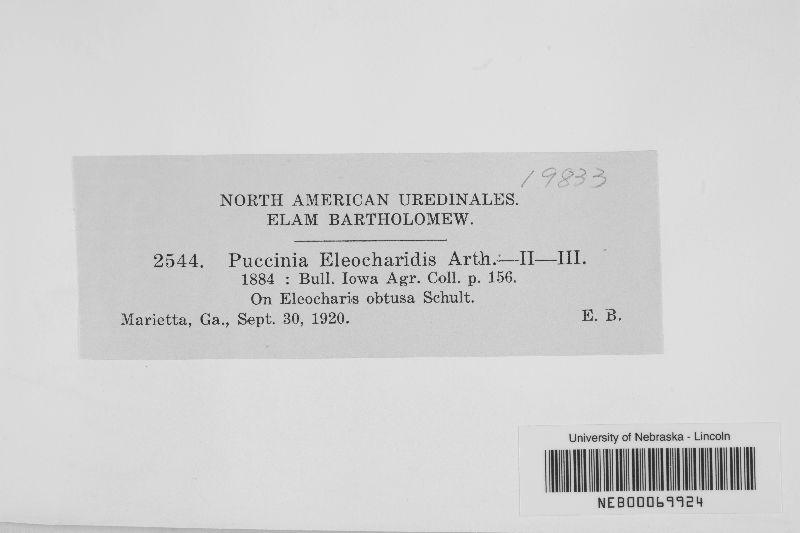 19833
NORTH AMERICAN UREDINALES.
ELAM BARTHOLOMEW.
2544. Puccinia Eleocharidis Arth.—II—III.
1884 : Bull. Iowa Agr. Coll. p. 156.
On Eleocharis obtusa Schult.
Marietta, Ga., Sept. 30, 1920. E. B.
University of Nebraska - Lincoln
NEB00069924